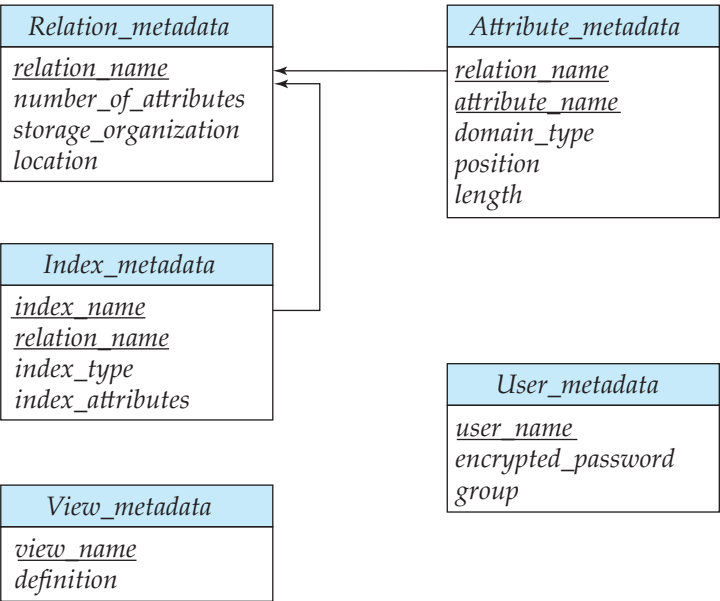 Relation_metadata
relation_name
number_of_attributes
storage_organization
location
Attribute_metadata
relation_name
attribute_name
domain_type
position
length
Index_metadata
index_name
relation_name
index_type
index_attributes
User_metadata
user_name
encrypted_password
group
View_metadata
view_name
definition